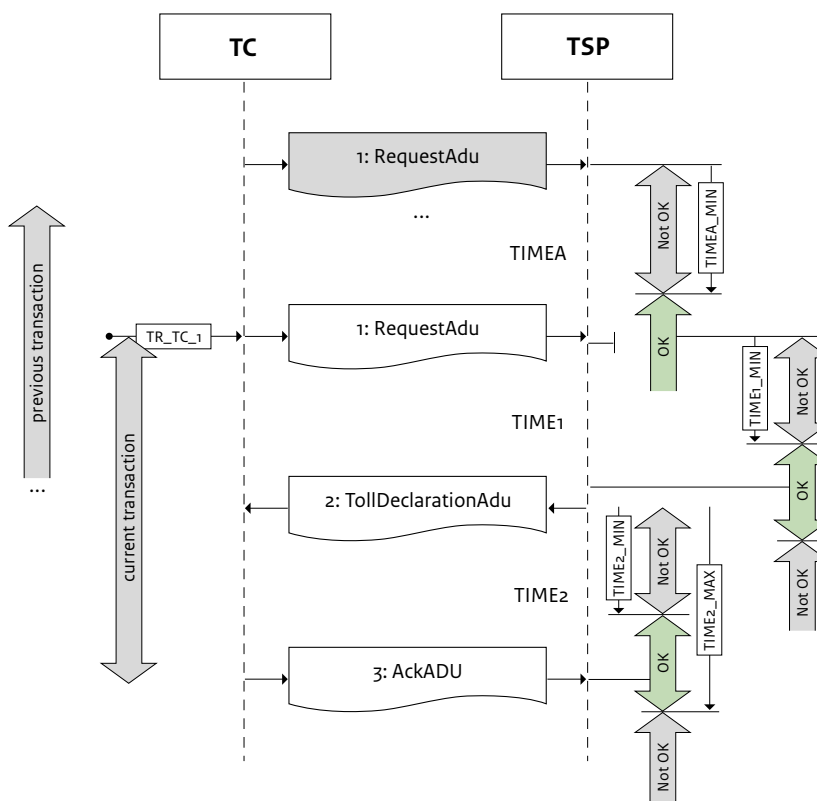 TC
TSP
1: RequestAdu
...
Not OK
TIMEA_MIN
TIMEA
previous transaction
...
TR_TC_1
1: RequestAdu
OK
TIME1_MIN
Not OK
TIME1
current transaction
2: TollDeclarationAdu
OK
TIME2_MIN
Not OK
TIME2_MAX
Not OK
TIME2
3: AckADU
OK
Not OK